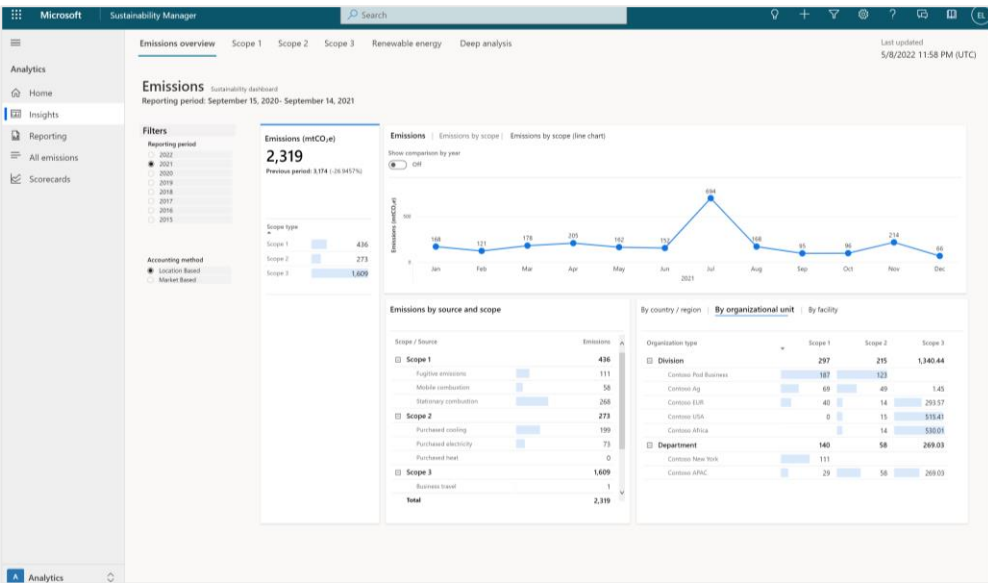 Microsoft Sustainability Manager Search EL
Emissions overview Scope 1 Scope 2 Scope 3 Renewable energy Deep analysis
Last updated
5/8/2022 11:58 PM (UTC)
Analytics
Home
Insights
Reporting
All emissions
Scorecards
Emissions Sustainability dashboard
Reporting period: September 15, 2020- September 14, 2021
Filters
Reporting period
2022
2021
2020
2019
2018
2017
2016
2015
Accounting method
Location Based
Market Based
Emissions (mtCO₂e)
2,319
Previous period: 3,174 (-26.9457%)
Scope type
Scope 1 436
Scope 2 273
Scope 3 1,609
Emissions Emissions by scope Emissions by scope (line chart)
Show comparison by year
Off
Emissions (mtCO₂e)
500
0
168 121 178 205 162 152 694 168 95 96 214 66
Jan Feb Mar Apr May Jun Jul Aug Sep Oct Nov Dec
2021
Emissions by source and scope
Scope / Source Emissions
Scope 1 436
Fugitive emissions 111
Mobile combustion 58
Stationary combustion 268
Scope 2 273
Purchased cooling 199
Purchased electricity 73
Purchased heat 0
Scope 3 1,609
Business travel 1
Total 2,319
By country / region By organizational unit By facility
Organization type Scope 1 Scope 2 Scope 3
Division 297 215 1,340.44
Contoso Pod Business 187 123
Contoso Ag 69 49 1.45
Contoso EUR 40 14 293.57
Contoso USA 0 15 515.41
Contoso Africa 14 530.01
Department 140 58 269.03
Contoso New York 111
Contoso APAC 29 58 269.03
A Analytics